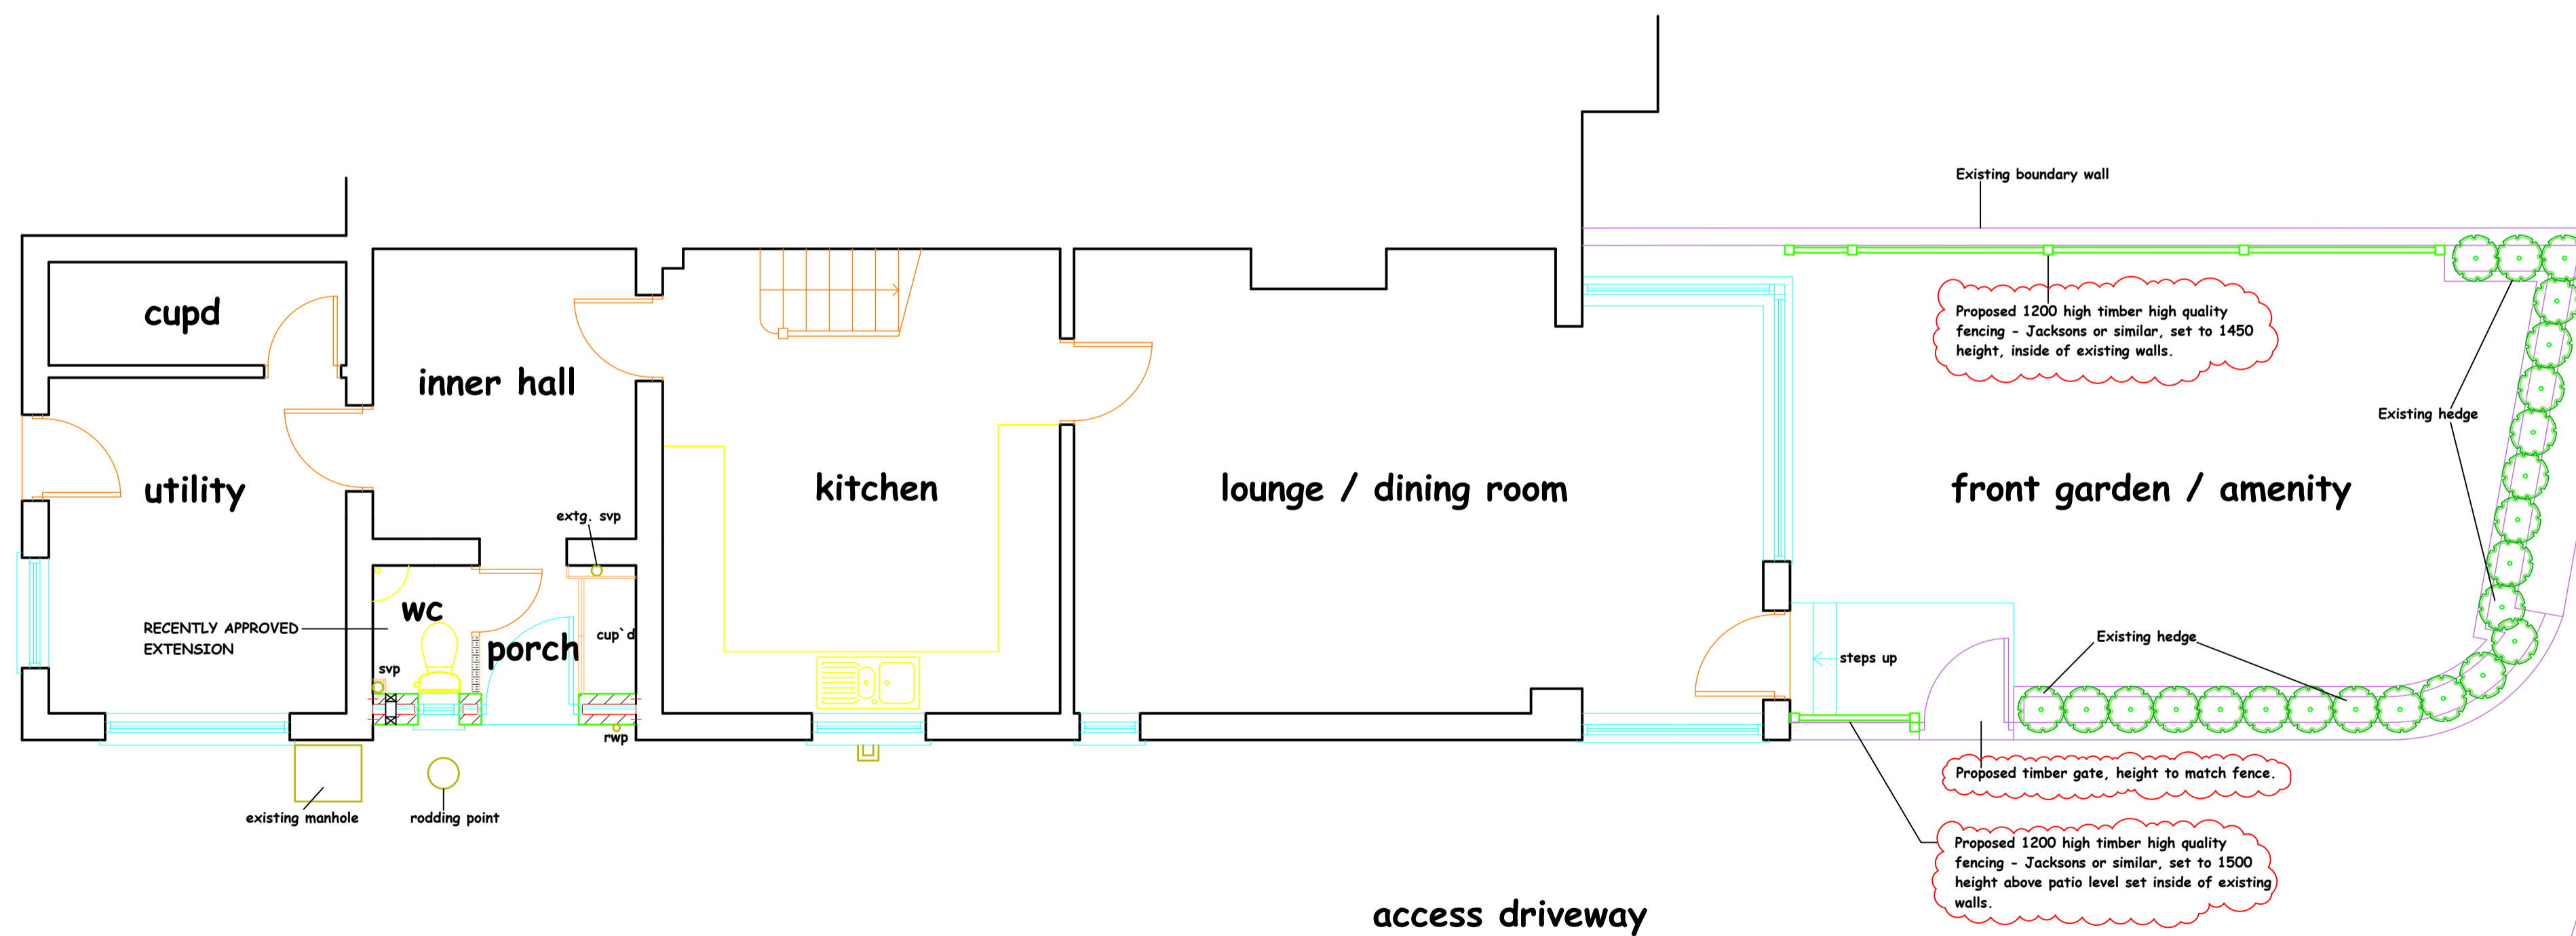 Existing boundary wall
cupd
Proposed 1200 high timber high quality
fencing - Jacksons or similar, set to 1450
height, inside of existing walls.
inner hall
Existing hedge
utility
kitchen
lounge / dining room
front garden / amenity
extg. svp
wc
RECENTLY APPROVED
EXTENSION
porch
cup`d
svp
Existing hedge
steps up
rwp
Proposed timber gate, height to match fence.
existing manhole
rodding point
Proposed 1200 high timber high quality
fencing - Jacksons or similar, set to 1500
height above patio level set inside of existing
walls.
access driveway